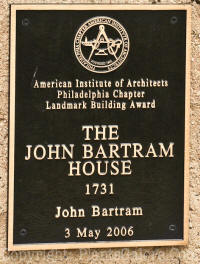 American Institute of Architects
Philadelphia Chapter
Landmark Building Award
THE
JOHN BARTRAM
HOUSE
1731
John Bartram
3 May 2006